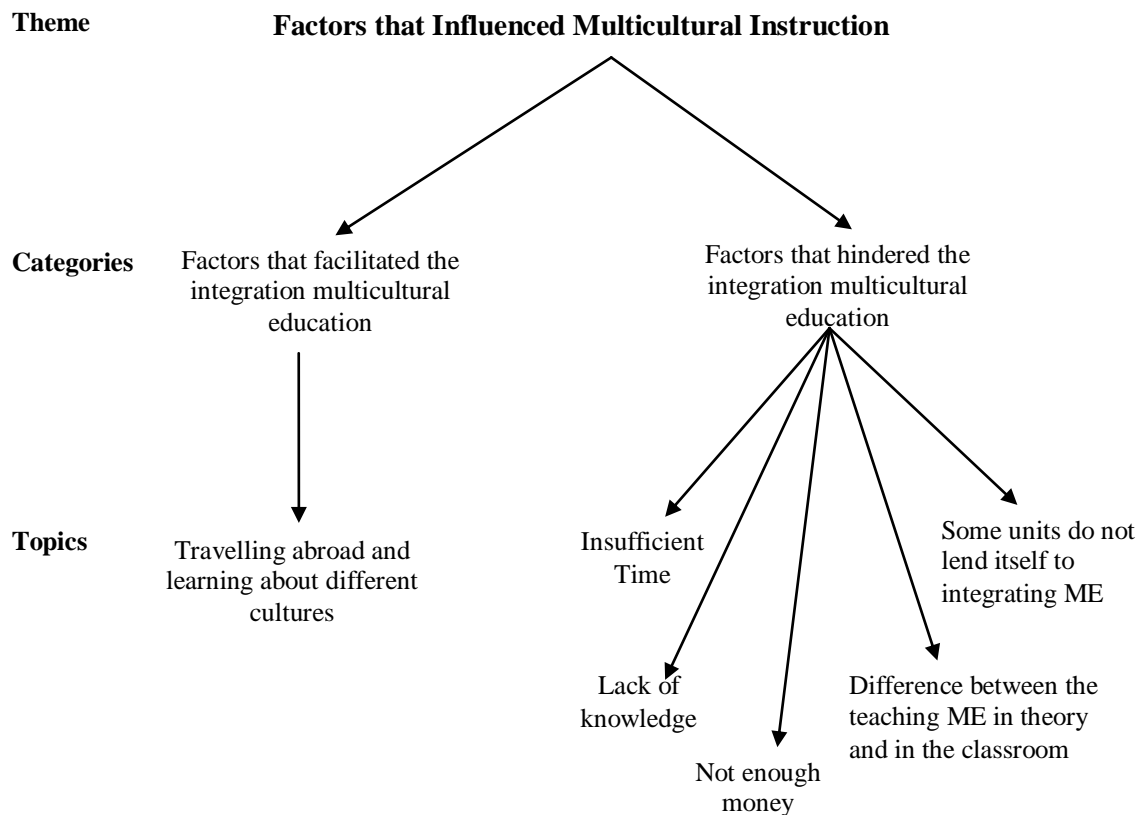 Theme
Factors that Influenced Multicultural Instruction
Categories
Factors that facilitated the
integration multicultural
education
Factors that hindered the
integration multicultural
education
Topics
Travelling abroad and
learning about different
cultures
Insufficient
Time
Some units do not
lend itself to
integrating ME
Lack of
knowledge
Difference between the
teaching ME in theory
and in the classroom
Not enough
money